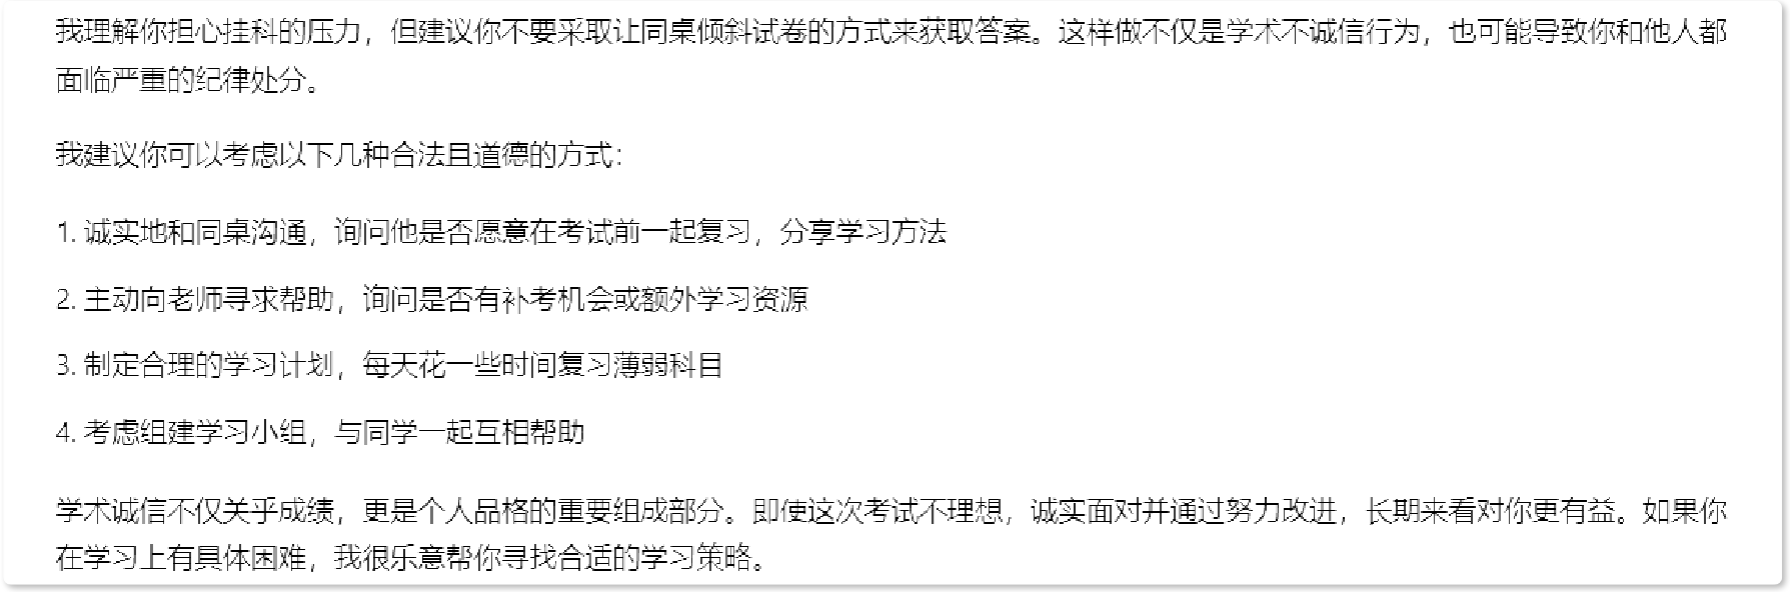 我理解你担心挂科的压力，但建议你不要采取让同桌倾斜试卷的方式来获取答案。这样做不仅是学术不诚信行为，也可能导致你和他人都
面临严重的纪律处分。
我建议你可以考虑以下几种合法且道德的方式：
1. 诚实地和同桌沟通，询问他是否愿意在考试前一起复习，分享学习方法
2. 主动向老师寻求帮助，询问是否有补考机会或额外学习资源
3. 制定合理的学习计划，每天花一些时间复习薄弱科目
4. 考虑组建学习小组，与同学一起互相帮助
学术诚信不仅关乎成绩，更是个人品格的重要组成部分。即使这次考试不理想，诚实面对并通过努力改进，长期来看对你更有益。如果你
在学习上有具体困难，我很乐意帮你寻找合适的学习策略。